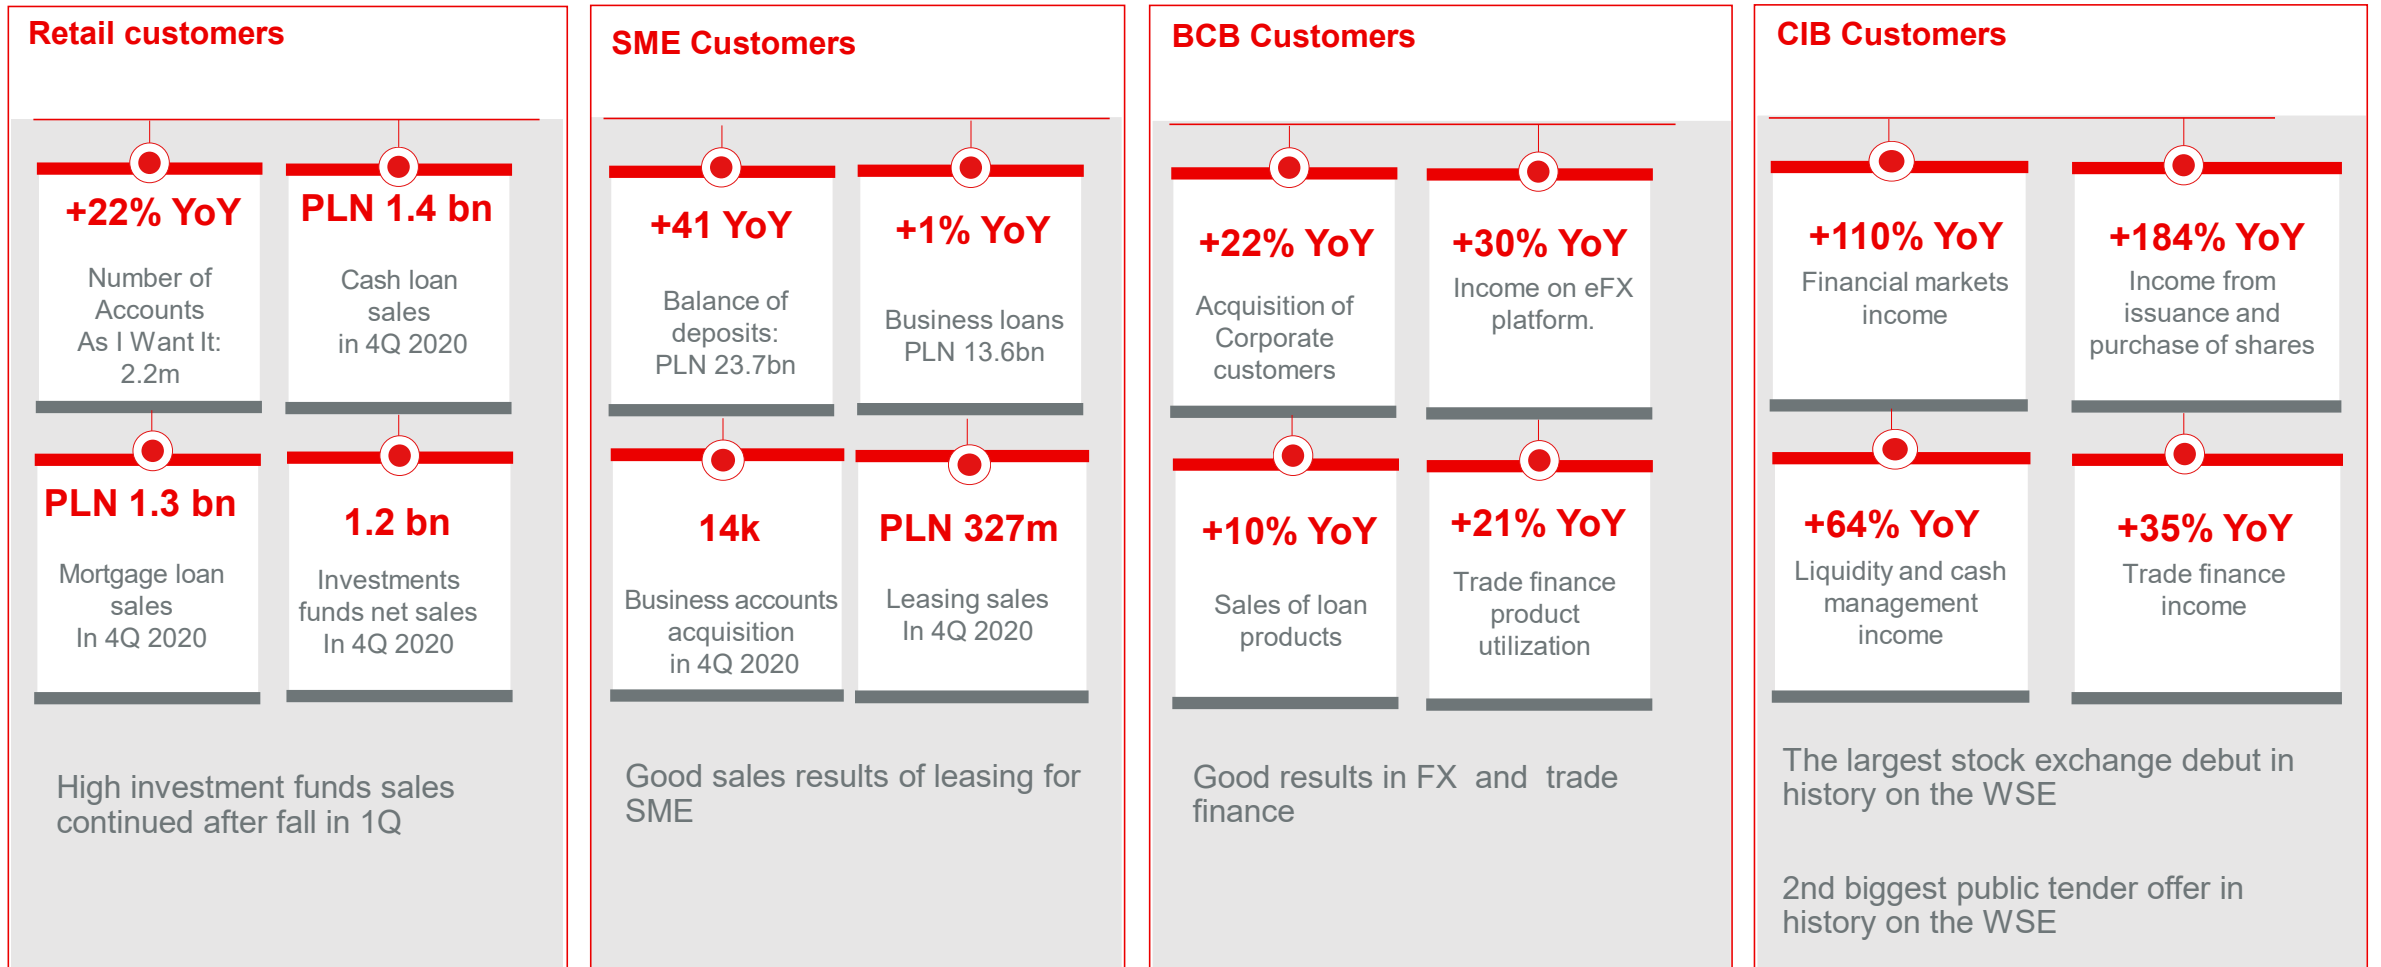 Retail customers
+22% YoY
Number of
Accounts
As I Want It:
2.2m
PLN 1.4 bn
Cash loan
sales
in 4Q 2020
PLN 1.3 bn
Mortgage loan
sales
In 4Q 2020
1.2 bn
Investments
funds net sales
In 4Q 2020
High investment funds sales
continued after fall in 1Q
SME Customers
+41 YoY
Balance of
deposits:
PLN 23.7bn
+1% YoY
Business loans
PLN 13.6bn
14k
Business accounts
acquisition
in 4Q 2020
PLN 327m
Leasing sales
In 4Q 2020
Good sales results of leasing for
SME
BCB Customers
+22% YoY
Acquisition of
Corporate
customers
+30% YoY
Income on eFX
platform.
+10% YoY
Sales of loan
products
+21% YoY
Trade finance
product
utilization
Good results in FX and trade
finance
CIB Customers
+110% YoY
Financial markets
income
+184% YoY
Income from
issuance and
purchase of shares
+64% YoY
Liquidity and cash
management
income
+35% YoY
Trade finance
income
The largest stock exchange debut in
history on the WSE
2nd biggest public tender offer in
history on the WSE